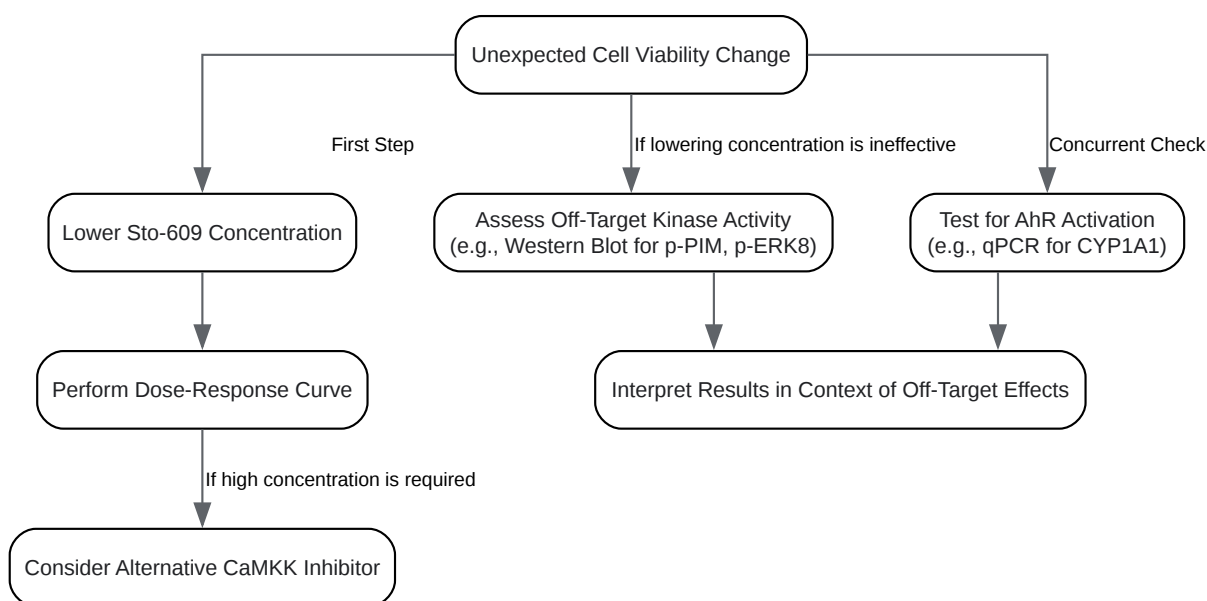 Unexpected Cell Viability Change
First Step
If lowering concentration is ineffective
Concurrent Check
Lower Sto-609 Concentration
Assess Off-Target Kinase Activity
(e.g., Western Blot for p-PIM, p-ERK8)
Test for AhR Activation
(e.g., qPCR for CYP1A1)
Perform Dose-Response Curve
Interpret Results in Context of Off-Target Effects
If high concentration is required
Consider Alternative CaMKK Inhibitor